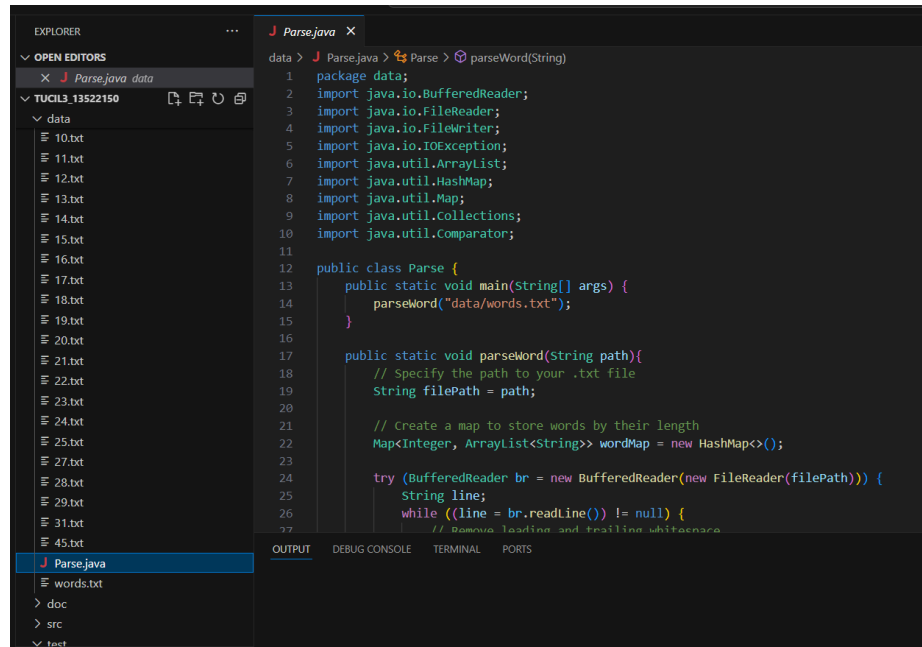 EXPLORER ...
OPEN EDITORS
Parse.java data
TUCIL3_13522150
data
10.txt
11.txt
12.txt
13.txt
14.txt
15.txt
16.txt
17.txt
18.txt
19.txt
20.txt
21.txt
22.txt
23.txt
24.txt
25.txt
27.txt
28.txt
29.txt
31.txt
45.txt
J Parse.java
words.txt
doc
src
test
J Parse.java
data > J Parse.java > Parse > parseWord(String)
1 package data;
2 import java.io.BufferedReader;
3 import java.io.FileReader;
4 import java.io.FileWriter;
5 import java.io.IOException;
6 import java.util.ArrayList;
7 import java.util.HashMap;
8 import java.util.Map;
9 import java.util.Collections;
10 import java.util.Comparator;
11
12 public class Parse {
13 public static void main(String[] args) {
14 parseWord("data/words.txt");
15 }
16
17 public static void parseWord(String path){
18 // Specify the path to your .txt file
19 String filePath = path;
20
21 // Create a map to store words by their length
22 Map<Integer, ArrayList<String>> wordMap = new HashMap<>();
23
24 try (BufferedReader br = new BufferedReader(new FileReader(filePath))) {
25 String line;
26 while ((line = br.readLine()) != null) {
27 // Remove leading and trailing whitespace
OUTPUT DEBUG CONSOLE TERMINAL PORTS